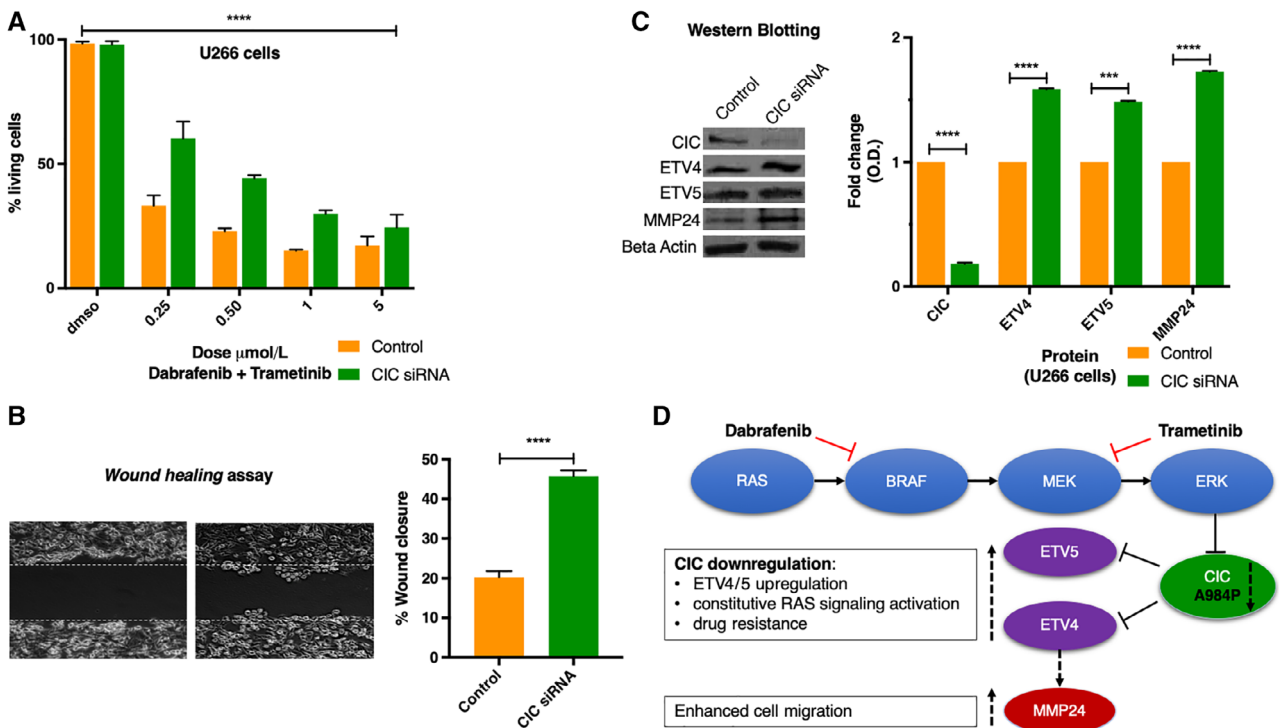 A
****
U266 cells
100
50
0
% living cells
dmso
0.25
0.50
1
5
Dose μmol/L
Dabrafenib + Trametinib
Control
CIC siRNA
B
Wound healing assay
****
50
40
30
20
10
0
% Wound closure
Control
CIC siRNA
C
Western Blotting
Control
CIC siRNA
CIC
ETV4
ETV5
MMP24
Beta Actin
2
1
0
Fold change
(O.D.)
****
****
***
****
CIC
ETV4
ETV5
MMP24
Protein
(U266 cells)
Control
CIC siRNA
D
Dabrafenib
Trametinib
RAS
BRAF
MEK
ERK
CIC downregulation:
• ETV4/5 upregulation
• constitutive RAS signaling activation
• drug resistance
ETV5
CIC
A984P
ETV4
Enhanced cell migration
MMP24